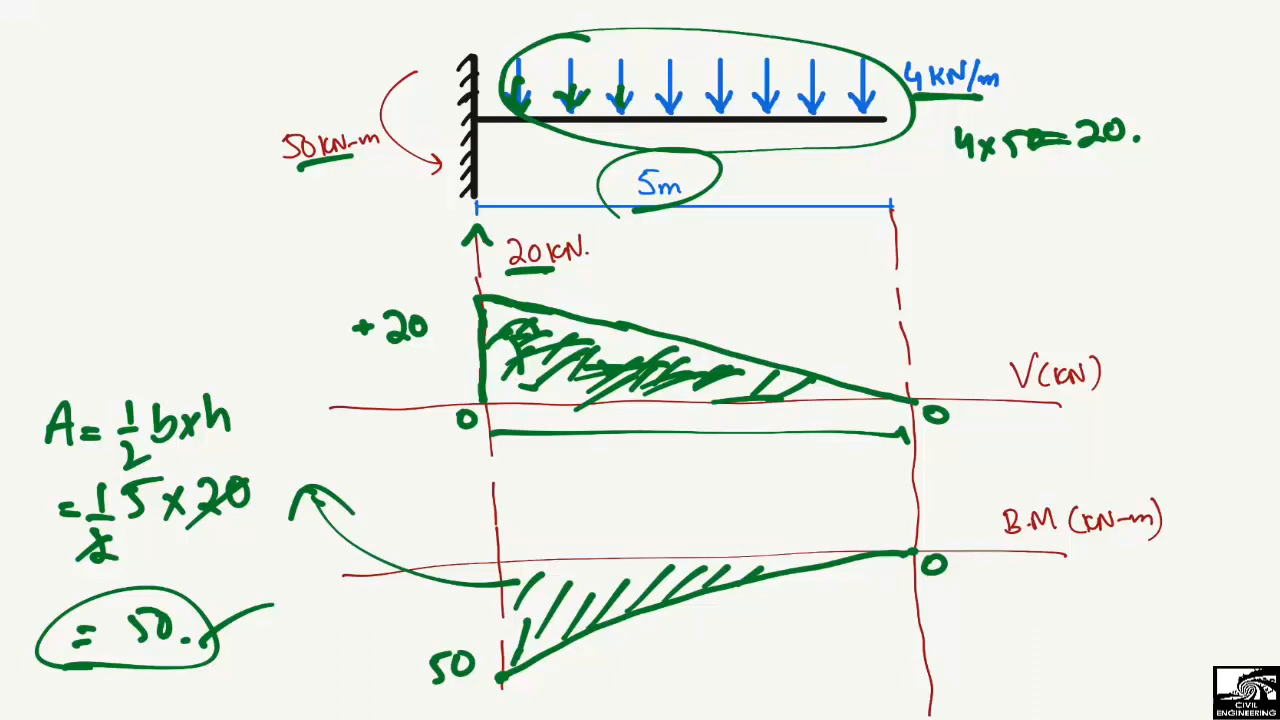 4 KN/m
4 x 5 = 20.
50 KN-m
5m
20 KN.
+ 20
V (KN)
0
0
A = 1/2 b x h
= 1/2 5 x 20
B.M (KN-m)
0
= 50.
50
CIVIL
ENGINEERING